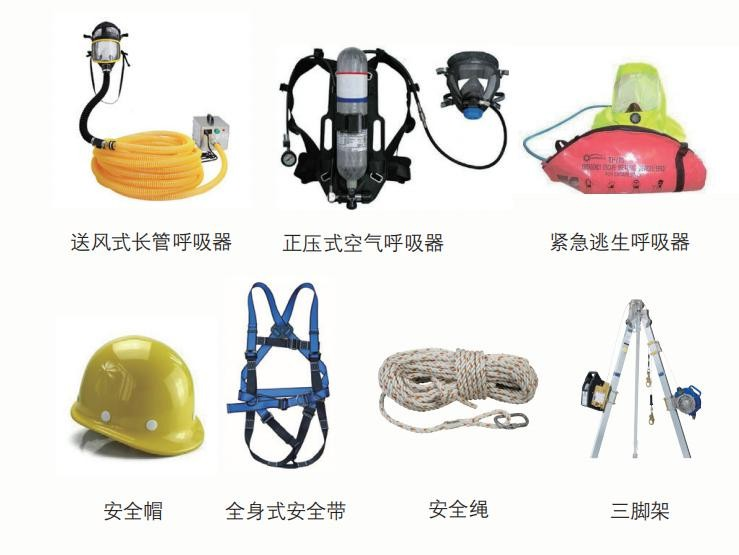 送风式长管呼吸器
正压式空气呼吸器
紧急逃生呼吸器
安全帽
全身式安全带
安全绳
三脚架